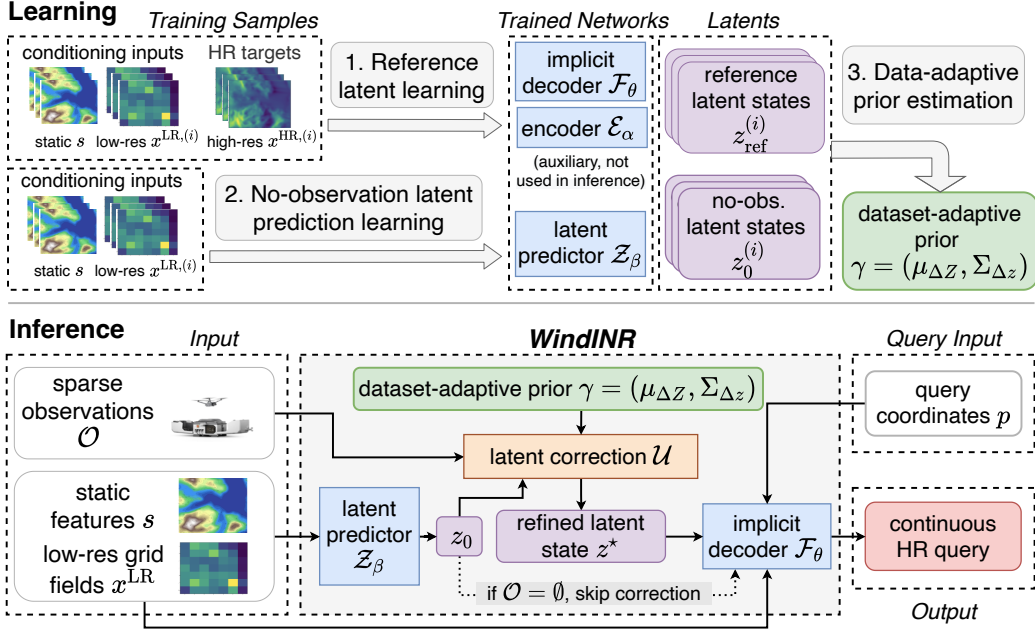 Learning
Training Samples
conditioning inputs
HR targets
static s
low-res x^{LR,(i)}
high-res x^{HR,(i)}
1. Reference
latent learning
conditioning inputs
static s
low-res x^{LR,(i)}
2. No-observation latent
prediction learning
Trained Networks
implicit
decoder ℱ_θ
encoder ℰ_α
(auxiliary, not
used in inference)
latent
predictor 𝒵_β
Latents
reference
latent states
z_{ref}^{(i)}
no-obs.
latent states
z_0^{(i)}
3. Data-adaptive
prior estimation
dataset-adaptive
prior
γ = (μ_{ΔZ}, Σ_{Δz})
Inference
Input
sparse
observations
𝒪
static
features s
low-res grid
fields x^{LR}
WindINR
dataset-adaptive prior γ = (μ_{ΔZ}, Σ_{Δz})
latent correction 𝒰
latent
predictor
𝒵_β
z_0
refined latent
state z^⋆
implicit
decoder ℱ_θ
if 𝒪 = ∅, skip correction
Query Input
query
coordinates p
continuous
HR query
Output